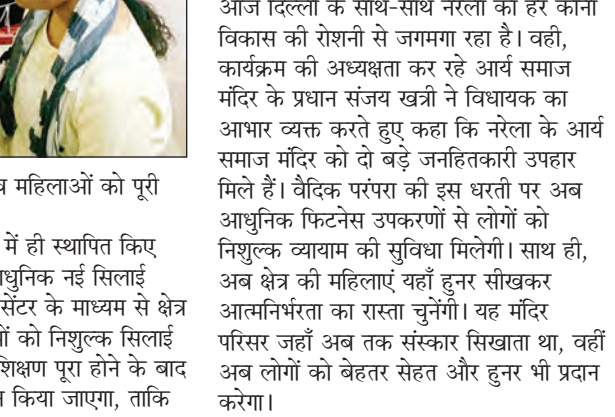 व महिलाओं को पूरी
में ही स्थापित किए
धुनिक नई सिलाई
सेंटर के माध्यम से क्षेत्र
ों को निशुल्क सिलाई
शिक्षण पूरा होने के बाद
किया जाएगा, ताकि
आज दिल्ली के साथ-साथ नरेला का हर कोना
विकास की रोशनी से जगमगा रहा है। वही,
कार्यक्रम की अध्यक्षता कर रहे आर्य समाज
मंदिर के प्रधान संजय खत्री ने विधायक का
आभार व्यक्त करते हुए कहा कि नरेला के आर्य
समाज मंदिर को दो बड़े जनहितकारी उपहार
मिले हैं। वैदिक परंपरा की इस धरती पर अब
आधुनिक फिटनेस उपकरणों से लोगों को
निशुल्क व्यायाम की सुविधा मिलेगी। साथ ही,
अब क्षेत्र की महिलाएं यहाँ हुनर सीखकर
आत्मनिर्भरता का रास्ता चुनेंगी। यह मंदिर
परिसर जहाँ अब तक संस्कार सिखाता था, वहीं
अब लोगों को बेहतर सेहत और हुनर भी प्रदान
करेगा।